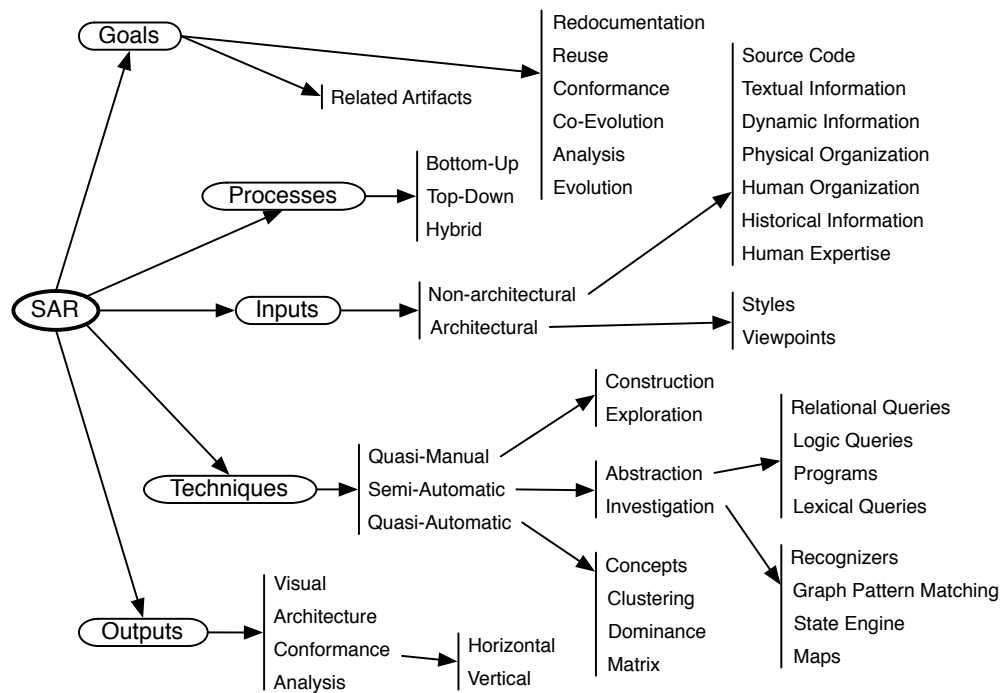 SAR
Goals
Related Artifacts
Redocumentation
Reuse
Conformance
Co-Evolution
Analysis
Evolution
Processes
Bottom-Up
Top-Down
Hybrid
Inputs
Non-architectural
Architectural
Source Code
Textual Information
Dynamic Information
Physical Organization
Human Organization
Historical Information
Human Expertise
Styles
Viewpoints
Techniques
Quasi-Manual
Semi-Automatic
Quasi-Automatic
Construction
Exploration
Abstraction
Investigation
Concepts
Clustering
Dominance
Matrix
Relational Queries
Logic Queries
Programs
Lexical Queries
Recognizers
Graph Pattern Matching
State Engine
Maps
Outputs
Visual
Architecture
Conformance
Analysis
Horizontal
Vertical